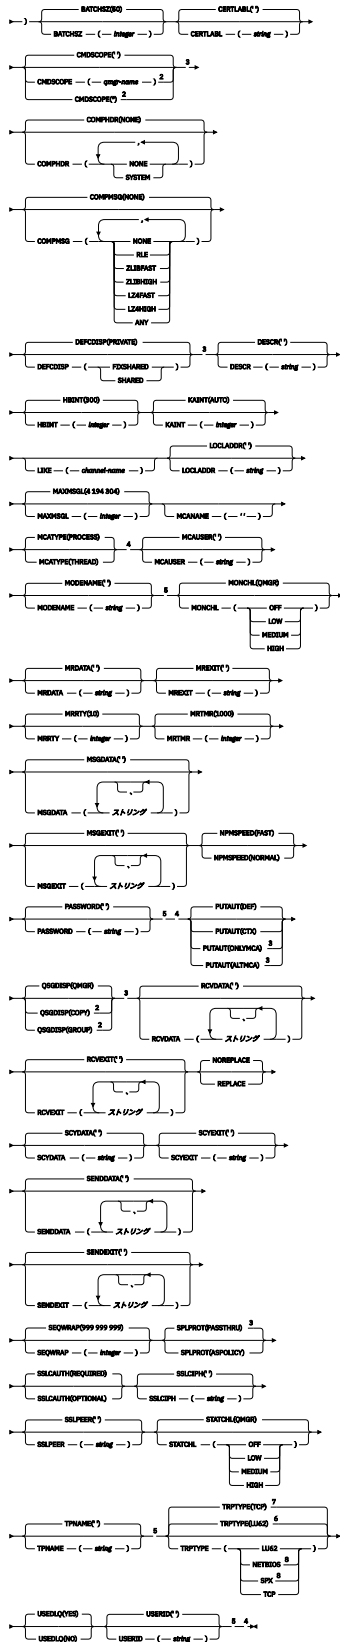 BATCHSZ(50) CERTLABL(' ')
) BATCHSZ ( integer ) CERTLABL ( string )
CMDSCOPE(' ') 3
CMDSCOPE ( qmgr-name ) 2
CMDSCOPE(*) 2
COMPHDR(NONE)
,
COMPHDR ( NONE )
SYSTEM
COMPMSG(NONE)
,
COMPMSG ( NONE )
RLE
ZLIBFAST
ZLIBHIGH
LZ4FAST
LZ4HIGH
ANY
DEFCDISP(PRIVATE) 3 DESCR(' ')
DEFCDISP ( FIXSHARED ) DESCR ( string )
SHARED
HBINT(300) KAINT(AUTO)
HBINT ( integer ) KAINT ( integer )
LOCLADDR(' ')
LIKE ( channel-name ) LOCLADDR ( string )
MAXMSGL(4 194 304)
MAXMSGL ( integer ) MCANAME ( ' ' )
MCATYPE(PROCESS) 4 MCAUSER(' ')
MCATYPE(THREAD) MCAUSER ( string )
MODENAME(' ') 5 MONCHL(QMGR)
MODENAME ( string ) MONCHL ( OFF )
LOW
MEDIUM
HIGH
MRDATA(' ') MREXIT(' ')
MRDATA ( string ) MREXIT ( string )
MRRTY(10) MRTMR(1000)
MRRTY ( integer ) MRTMR ( integer )
MSGDATA(' ')
、
MSGDATA ( ストリング )
MSGEXIT(' ') NPMSPEED(FAST)
、 NPMSPEED(NORMAL)
MSGEXIT ( ストリング )
PASSWORD(' ') 5 4 PUTAUT(DEF)
PASSWORD ( string ) PUTAUT(CTX)
PUTAUT(ONLYMCA) 3
PUTAUT(ALTMCA) 3
QSGDISP(QMGR) 3 RCVDATA(' ')
QSGDISP(COPY) 2 、
QSGDISP(GROUP) 2 RCVDATA ( ストリング )
RCVEXIT(' ') NOREPLACE
、 REPLACE
RCVEXIT ( ストリング )
SCYDATA(' ') SCYEXIT(' ')
SCYDATA ( string ) SCYEXIT ( string )
SENDDATA(' ')
、
SENDDATA ( ストリング )
SENDEXIT(' ')
、
SENDEXIT ( ストリング )
SEQWRAP(999 999 999) SPLPROT(PASSTHRU) 3
SEQWRAP ( integer ) SPLPROT(ASPOLICY)
SSLCAUTH(REQUIRED) SSLCIPH(' ')
SSLCAUTH(OPTIONAL) SSLCIPH ( string )
SSLPEER(' ') STATCHL(QMGR)
SSLPEER ( string ) STATCHL ( OFF )
LOW
MEDIUM
HIGH
TRPTYPE(TCP) 7
TPNAME(' ') 5 TRPTYPE(LU62) 6
TPNAME ( string ) TRPTYPE ( LU62 )
NETBIOS 8
SPX 8
TCP
USEDLQ(YES) USERID(' ') 5 4
USEDLQ(NO) USERID ( string )